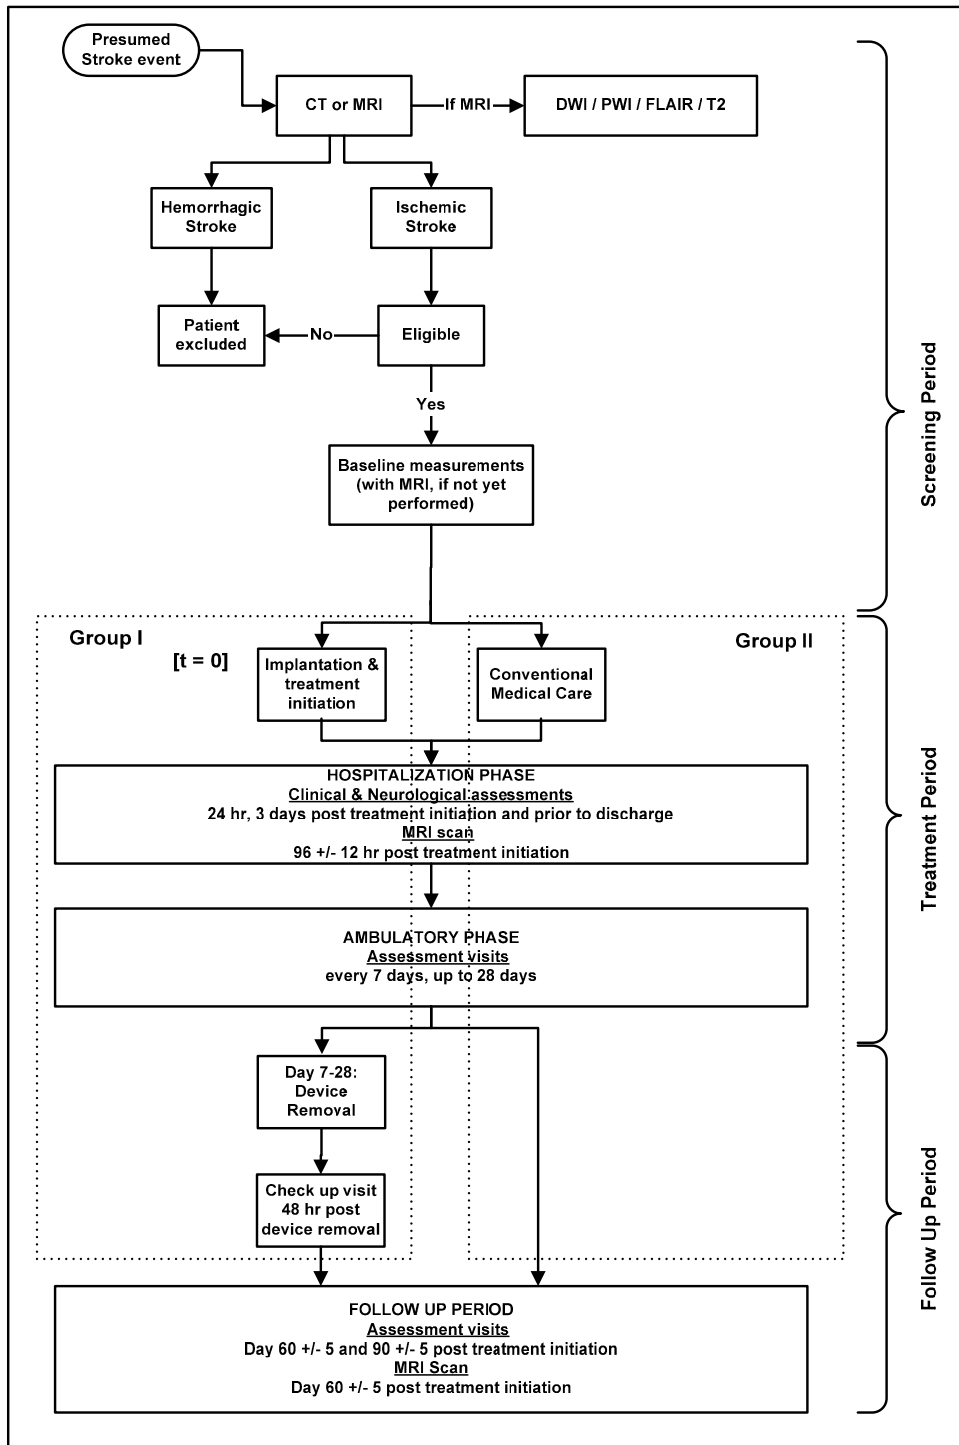 Presumed
Stroke event
CT or MRI
If MRI
DWI / PWI / FLAIR / T2
Hemorrhagic
Stroke
Ischemic
Stroke
Patient
excluded
No
Eligible
Yes
Baseline measurements
(with MRI, if not yet
performed)
Screening Period
Group I
[t = 0]
Implantation &
treatment
initiation
Conventional
Medical Care
Group II
HOSPITALIZATION PHASE
Clinical & Neurological assessments
24 hr, 3 days post treatment initiation and prior to discharge
MRI scan
96 +/- 12 hr post treatment initiation
AMBULATORY PHASE
Assessment visits
every 7 days, up to 28 days
Treatment Period
Day 7-28:
Device
Removal
Check up visit
48 hr post
device removal
FOLLOW UP PERIOD
Assessment visits
Day 60 +/- 5 and 90 +/- 5 post treatment initiation
MRI Scan
Day 60 +/- 5 post treatment initiation
Follow Up Period